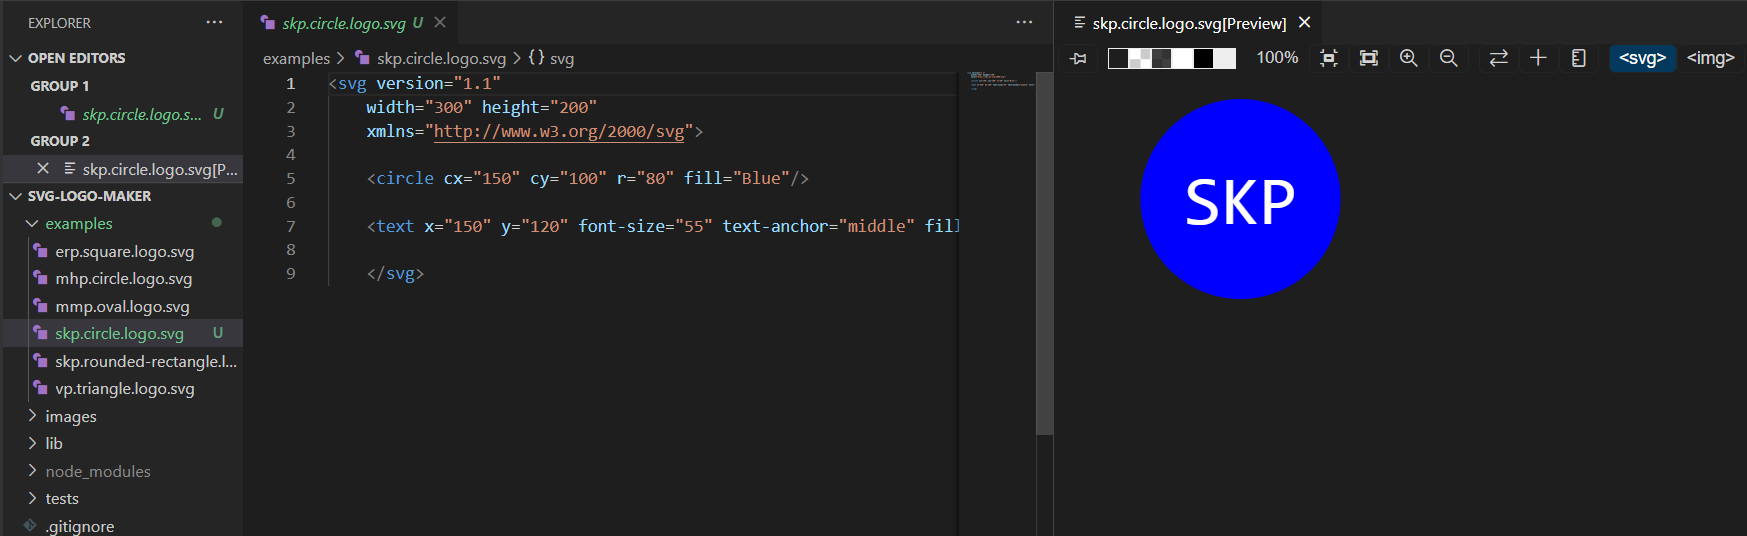 EXPLORER
OPEN EDITORS
GROUP 1
skp.circle.logo.s... U
GROUP 2
skp.circle.logo.svg[P...
SVG-LOGO-MAKER
examples
erp.square.logo.svg
mhp.circle.logo.svg
mmp.oval.logo.svg
skp.circle.logo.svg U
skp.rounded-rectangle.l...
vp.triangle.logo.svg
images
lib
node_modules
tests
.gitignore
skp.circle.logo.svg U
examples > skp.circle.logo.svg > {} svg
1 <svg version="1.1"
2 width="300" height="200"
3 xmlns="http://www.w3.org/2000/svg">
4
5 <circle cx="150" cy="100" r="80" fill="Blue"/>
6
7 <text x="150" y="120" font-size="55" text-anchor="middle" fill
8
9 </svg>
skp.circle.logo.svg[Preview]
100% <svg> <img>
SKP